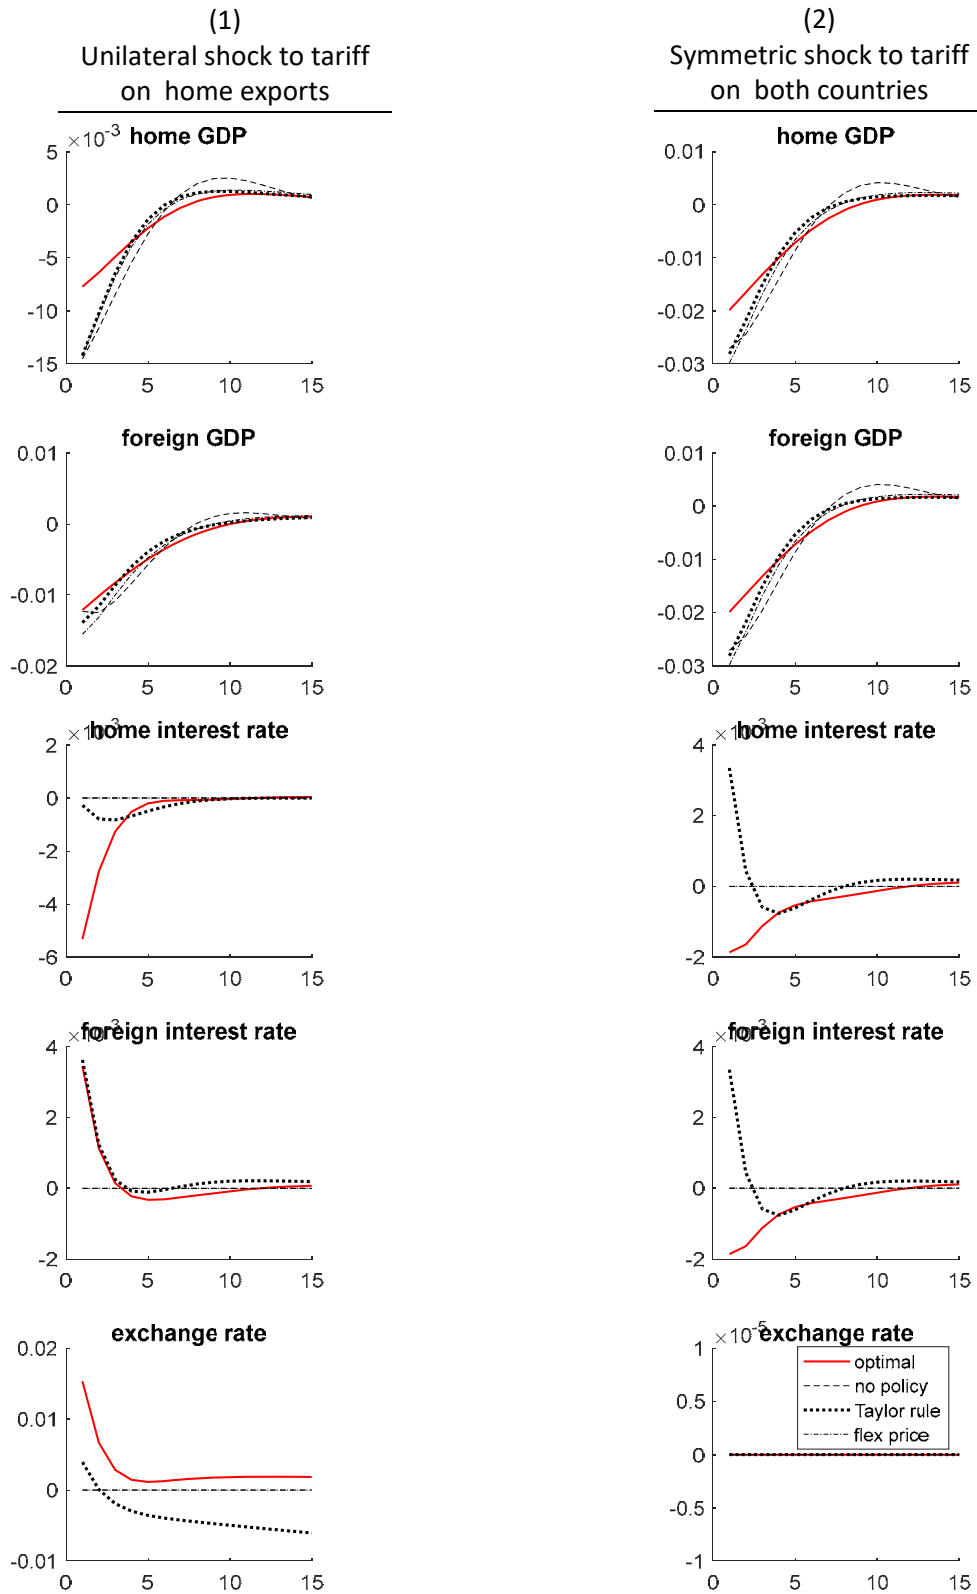 (1)
Unilateral shock to tariff
on home exports
×10⁻³ home GDP
5
0
-5
-10
-15
0 5 10 15
foreign GDP
0.01
0
-0.01
-0.02
0 5 10 15
×10⁻³ home interest rate
2
0
-2
-4
-6
0 5 10 15
×10⁻³ foreign interest rate
4
2
0
-2
0 5 10 15
exchange rate
0.02
0.01
0
-0.01
0 5 10 15
(2)
Symmetric shock to tariff
on both countries
home GDP
0.01
0
-0.01
-0.02
-0.03
0 5 10 15
foreign GDP
0.01
0
-0.01
-0.02
-0.03
0 5 10 15
×10⁻³ home interest rate
4
2
0
-2
0 5 10 15
×10⁻³ foreign interest rate
4
2
0
-2
0 5 10 15
×10⁻⁵ exchange rate
1
0.5
0
-0.5
-1
0 5 10 15
optimal
no policy
Taylor rule
flex price